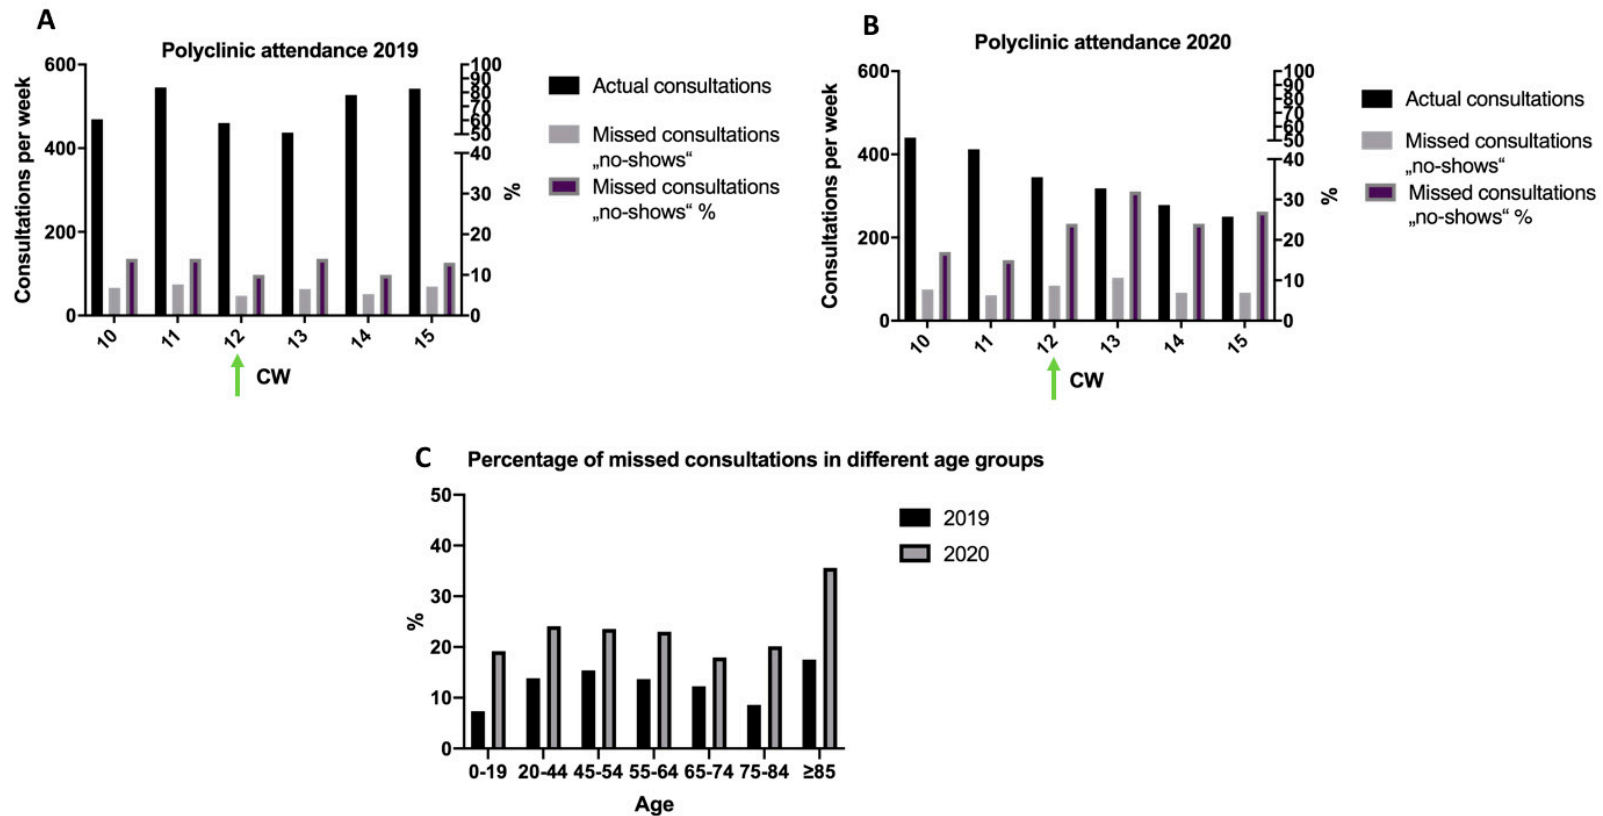 A
Polyclinic attendance 2019
Consultations per week
600
400
200
0
100
90
80
70
60
50
40
30
20
10
0
%
10
11
12
13
14
15
CW
Actual consultations
Missed consultations
„no-shows“
Missed consultations
„no-shows“ %
B
Polyclinic attendance 2020
Consultations per week
600
400
200
0
100
90
80
70
60
50
40
30
20
10
0
%
10
11
12
13
14
15
CW
Actual consultations
Missed consultations
„no-shows“
Missed consultations
„no-shows“ %
C
Percentage of missed consultations in different age groups
%
50
40
30
20
10
0
0-19 20-44 45-54 55-64 65-74 75-84 ≥85
Age
2019
2020